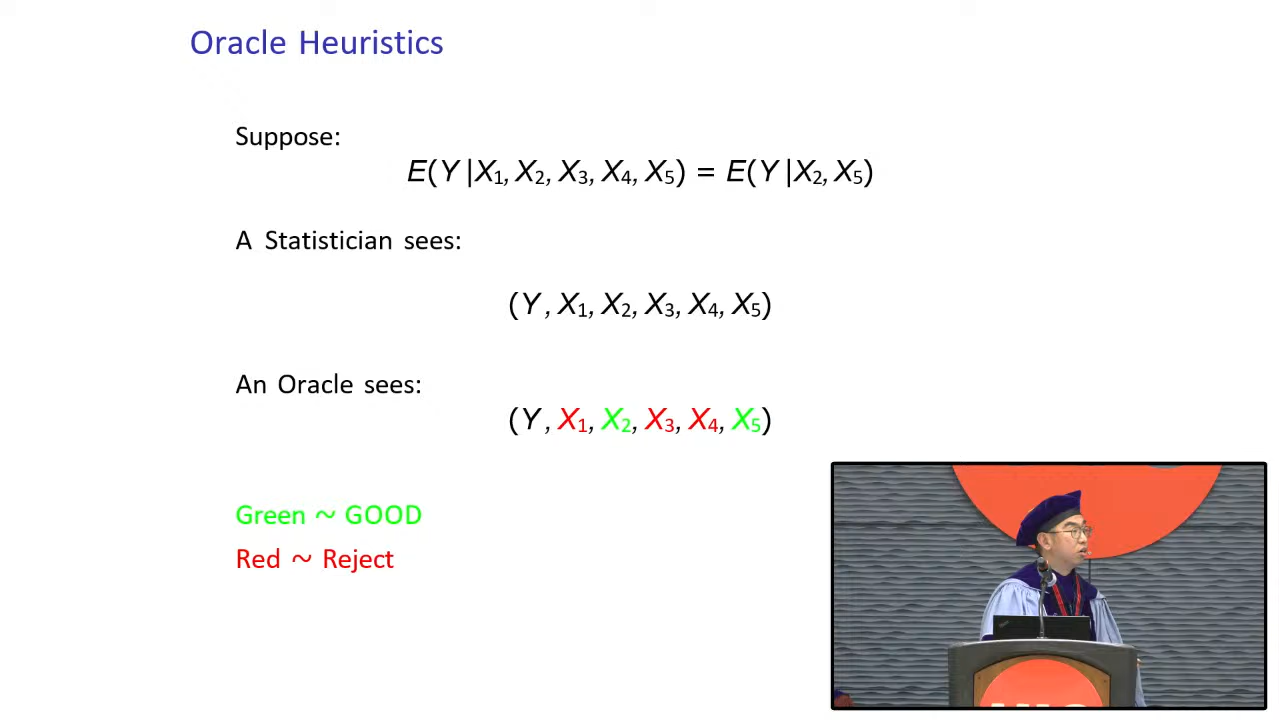 Oracle Heuristics
Suppose:
E(Y |X₁, X₂, X₃, X₄, X₅) = E(Y |X₂, X₅)
A Statistician sees:
(Y, X₁, X₂, X₃, X₄, X₅)
An Oracle sees:
(Y, X₁, X₂, X₃, X₄, X₅)
Green ~ GOOD
Red ~ Reject